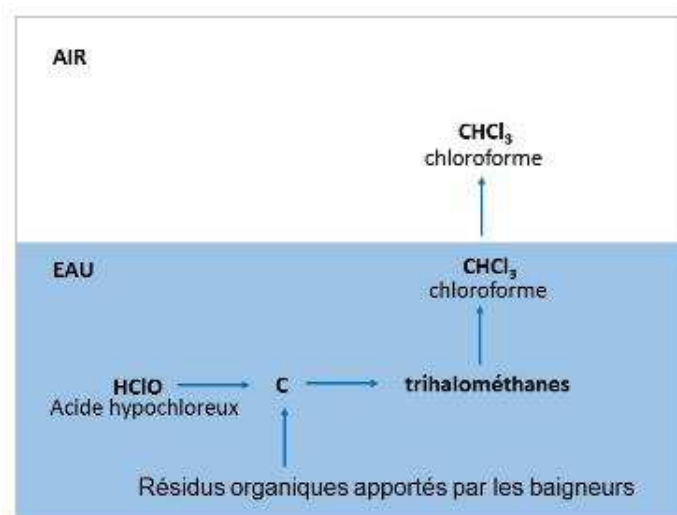 AIR
CHCl₃
chloroforme
EAU
CHCl₃
chloroforme
HClO
Acide hypochloreux
C
trihalométhanes
Résidus organiques apportés par les baigneurs